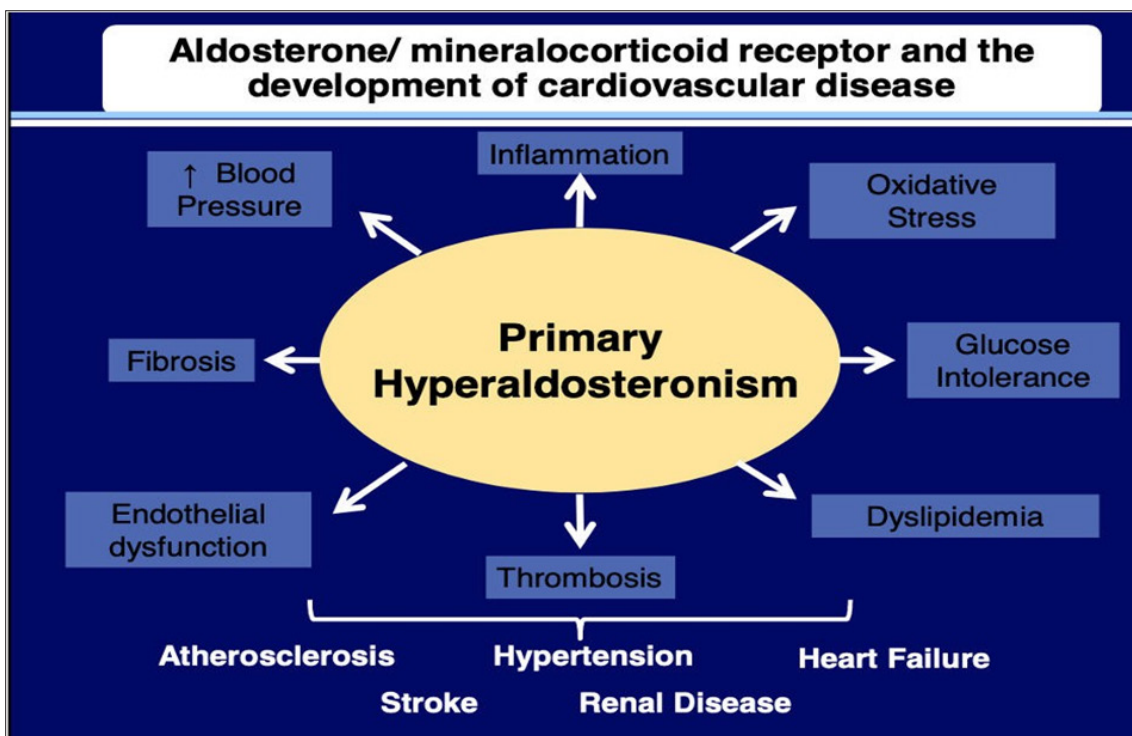 Aldosterone/ mineralocorticoid receptor and the
development of cardiovascular disease
Inflammation
↑ Blood
Pressure
Oxidative
Stress
Primary
Hyperaldosteronism
Fibrosis
Glucose
Intolerance
Endothelial
dysfunction
Dyslipidemia
Thrombosis
Atherosclerosis Hypertension Heart Failure
Stroke Renal Disease